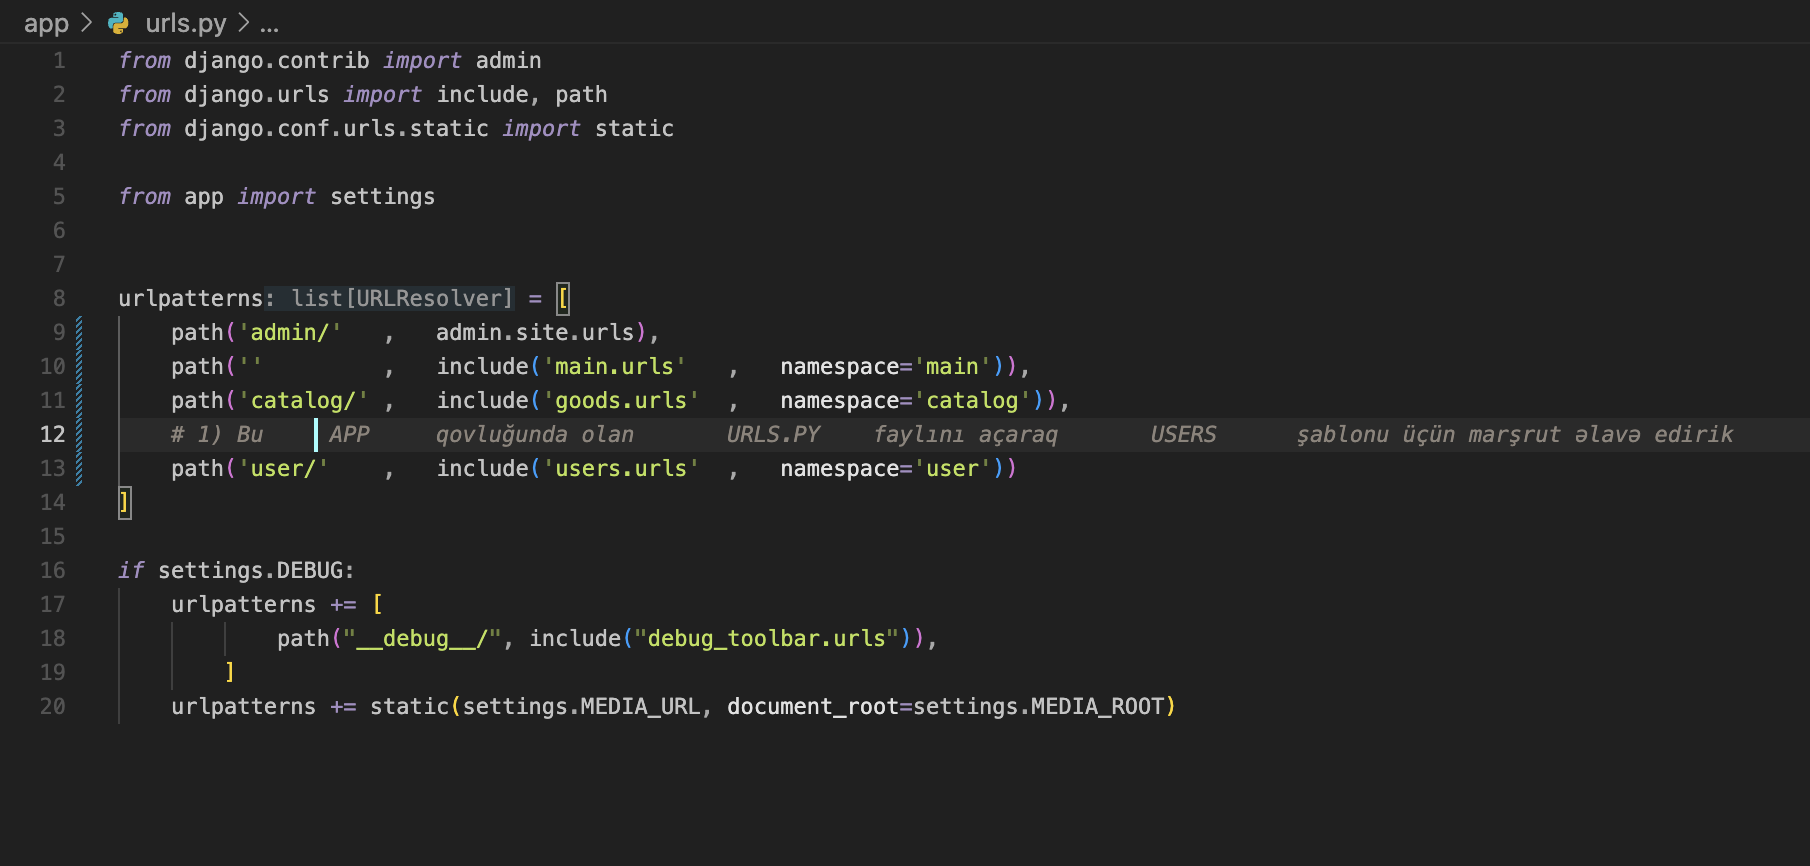 app > urls.py > ...
1 from django.contrib import admin
2 from django.urls import include, path
3 from django.conf.urls.static import static
4
5 from app import settings
6
7
8 urlpatterns: list[URLResolver] = [
9     path('admin/'   ,   admin.site.urls),
10     path(''         ,   include('main.urls'   ,   namespace='main')),
11     path('catalog/' ,   include('goods.urls'  ,   namespace='catalog')),
12     # 1) Bu     APP     qovluğunda olan       URLS.PY    faylını açaraq       USERS      şablonu üçün marşrut əlavə edirik
13     path('user/'    ,   include('users.urls'  ,   namespace='user'))
14 ]
15
16 if settings.DEBUG:
17     urlpatterns += [
18             path("__debug__/", include("debug_toolbar.urls")),
19         ]
20     urlpatterns += static(settings.MEDIA_URL, document_root=settings.MEDIA_ROOT)